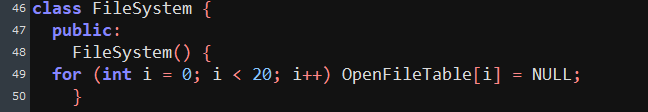 46 class FileSystem {
47 public:
48 FileSystem() {
49 for (int i = 0; i < 20; i++) OpenFileTable[i] = NULL;
50 }